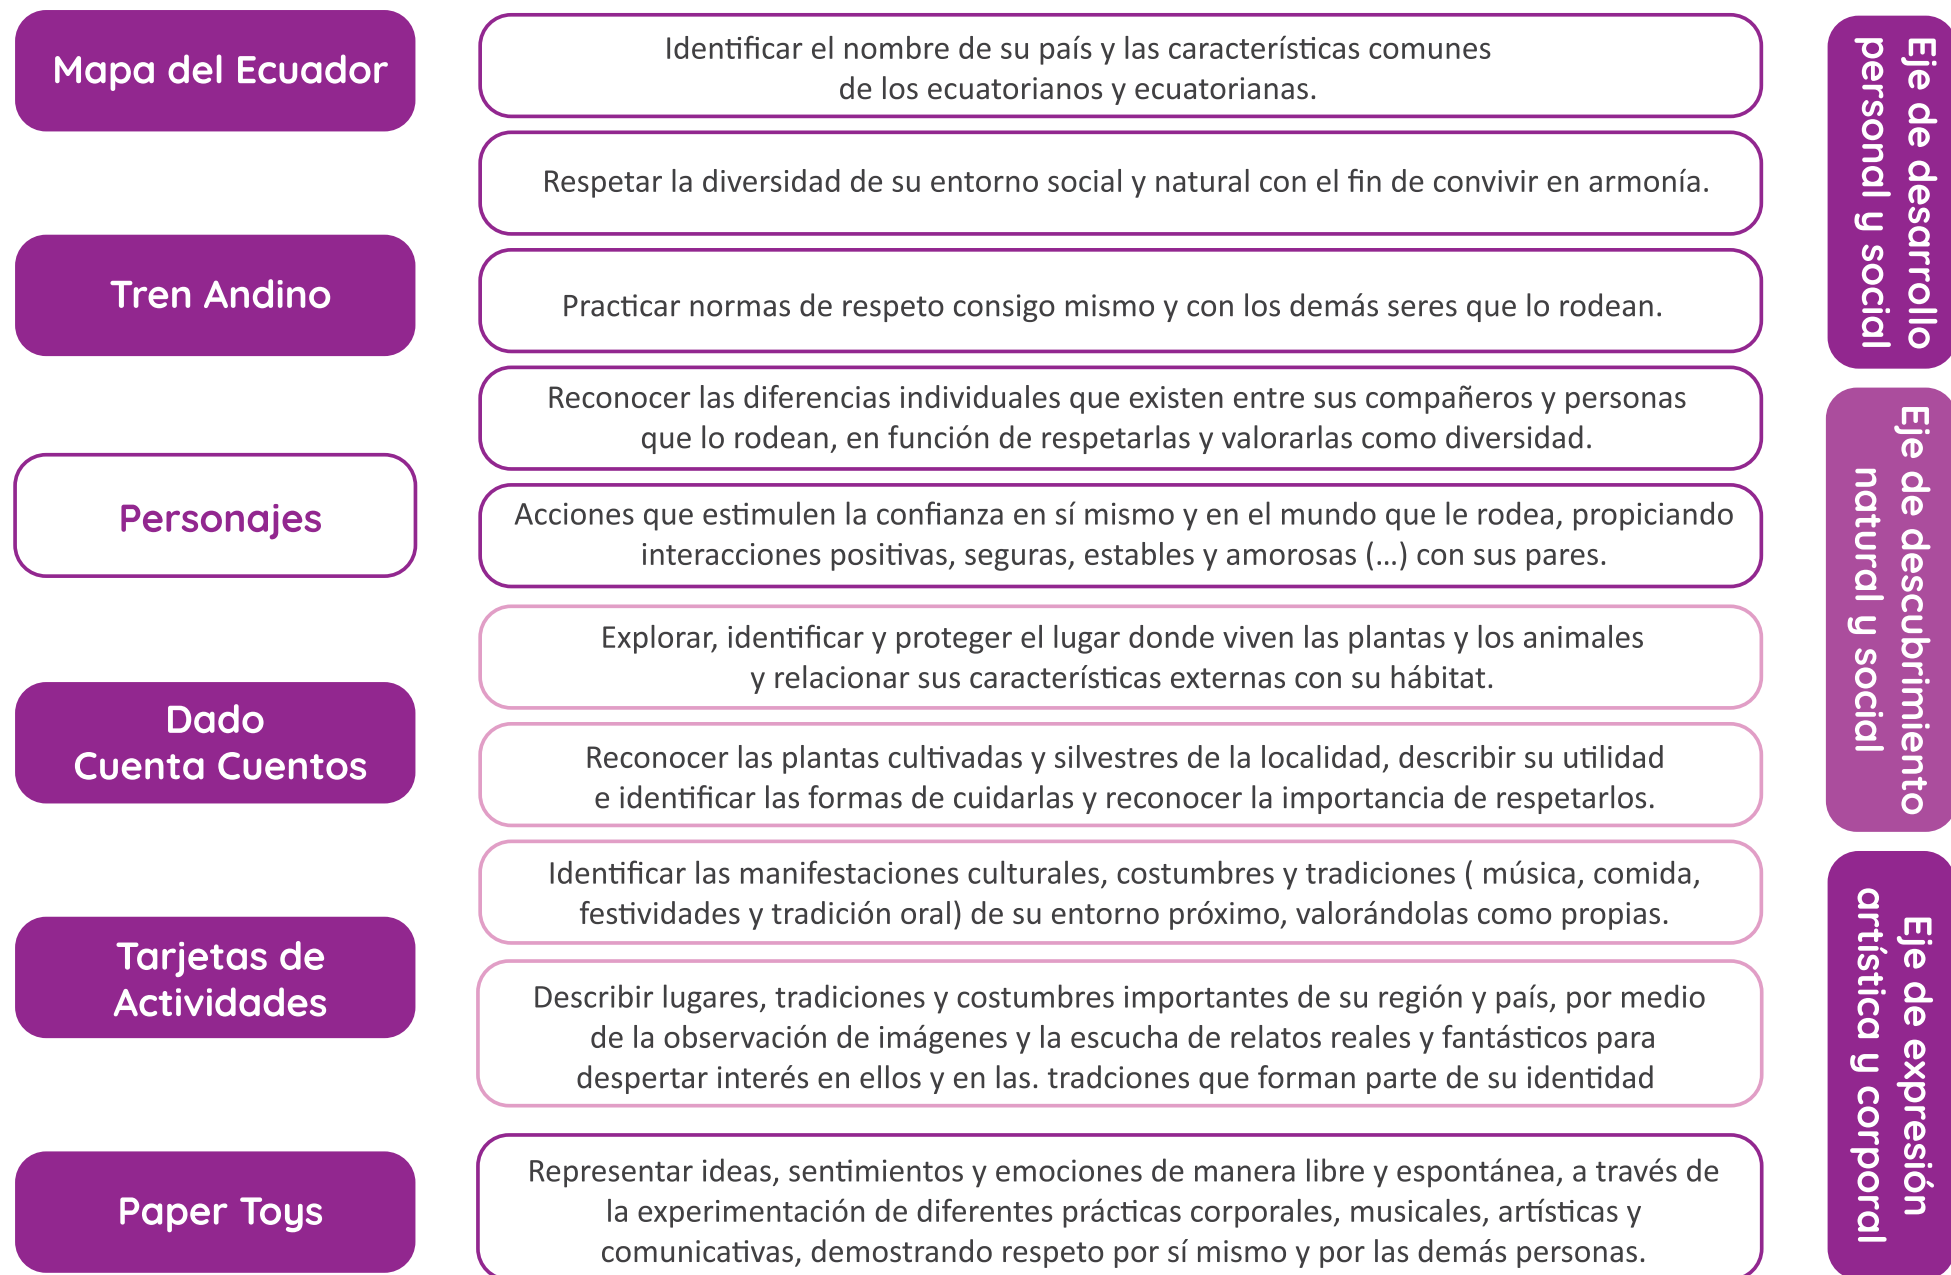 Mapa del Ecuador
Tren Andino
Personajes
Dado
Cuenta Cuentos
Tarjetas de
Actividades
Paper Toys
Identificar el nombre de su país y las características comunes
de los ecuatorianos y ecuatorianas.
Respetar la diversidad de su entorno social y natural con el fin de convivir en armonía.
Practicar normas de respeto consigo mismo y con los demás seres que lo rodean.
Reconocer las diferencias individuales que existen entre sus compañeros y personas
que lo rodean, en función de respetarlas y valorarlas como diversidad.
Acciones que estimulen la confianza en sí mismo y en el mundo que le rodea, propiciando
interacciones positivas, seguras, estables y amorosas (...) con sus pares.
Explorar, identificar y proteger el lugar donde viven las plantas y los animales
y relacionar sus características externas con su hábitat.
Reconocer las plantas cultivadas y silvestres de la localidad, describir su utilidad
e identificar las formas de cuidarlas y reconocer la importancia de respetarlos.
Identificar las manifestaciones culturales, costumbres y tradiciones ( música, comida,
festividades y tradición oral) de su entorno próximo, valorándolas como propias.
Describir lugares, tradiciones y costumbres importantes de su región y país, por medio
de la observación de imágenes y la escucha de relatos reales y fantásticos para
despertar interés en ellos y en las. tradciones que forman parte de su identidad
Representar ideas, sentimientos y emociones de manera libre y espontánea, a través de
la experimentación de diferentes prácticas corporales, musicales, artísticas y
comunicativas, demostrando respeto por sí mismo y por las demás personas.
Eje de desarrollo
personal y social
Eje de descubrimiento
natural y social
Eje de expresión
artística y corporal